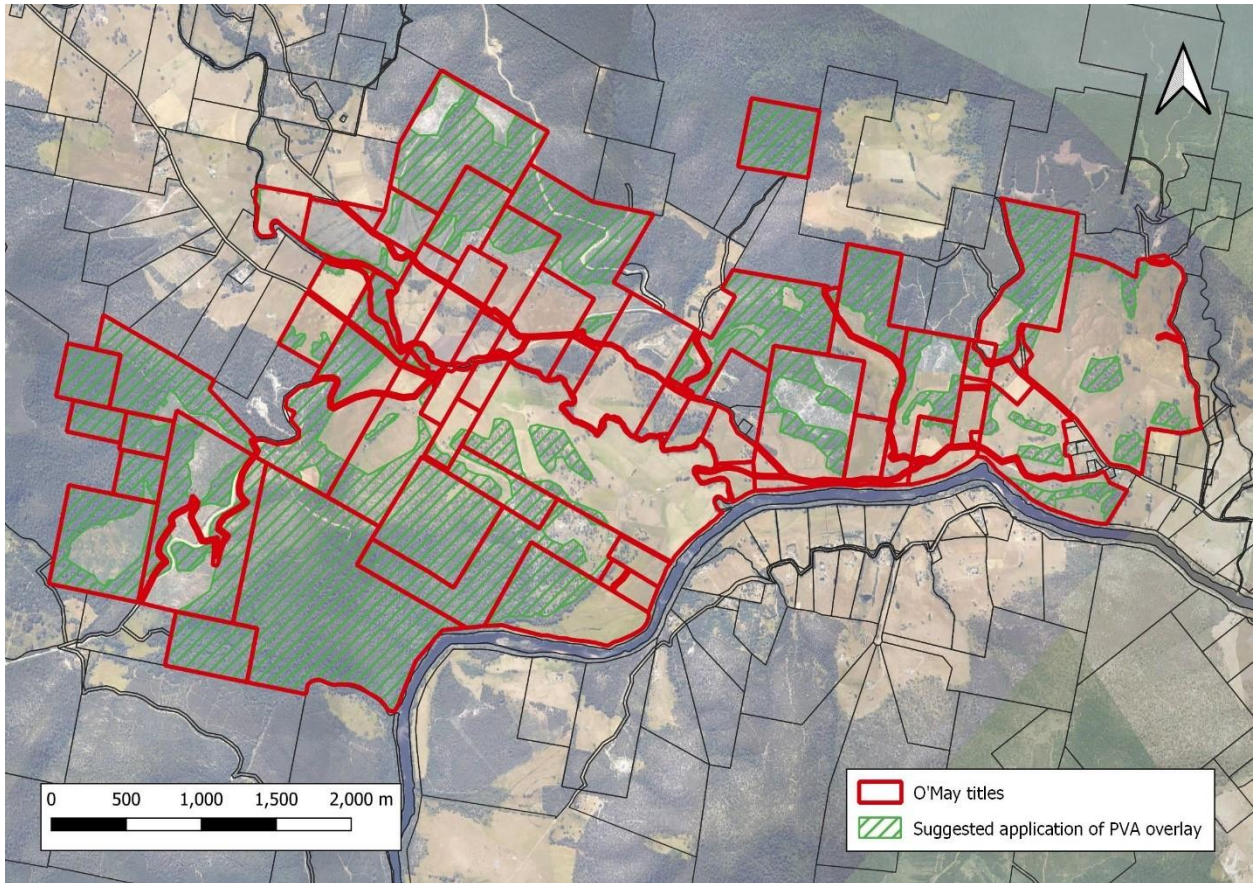 0 500 1,000 1,500 2,000 m
O'May titles
Suggested application of PVA overlay